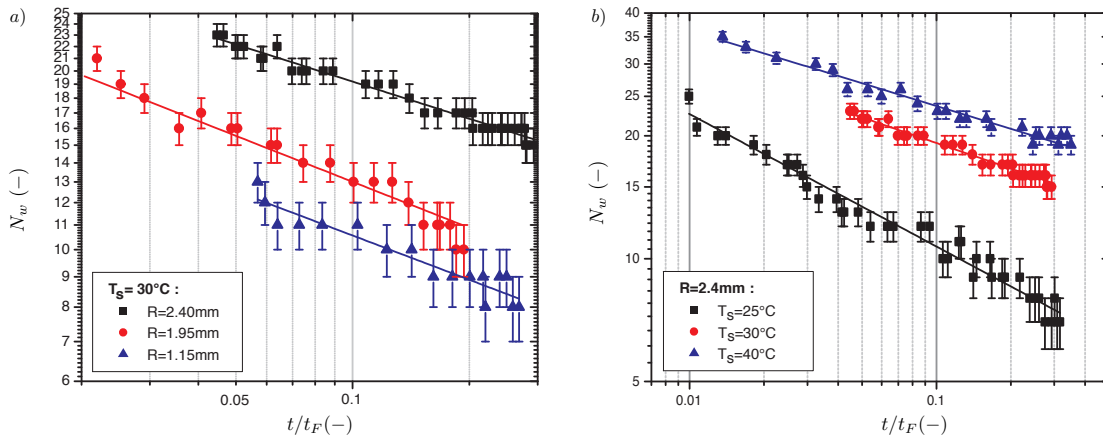 a)
25
24
23
22
21
20
19
18
17
16
15
14
13
12
11
10
9
8
7
6
N_w (−)
T_S= 30°C :
R=2.40mm
R=1.95mm
R=1.15mm
0.05
0.1
t/t_F(−)
b)
40
35
30
25
20
15
10
5
N_w (−)
R=2.4mm :
T_S=25°C
T_S=30°C
T_S=40°C
0.01
0.1
t/t_F(−)